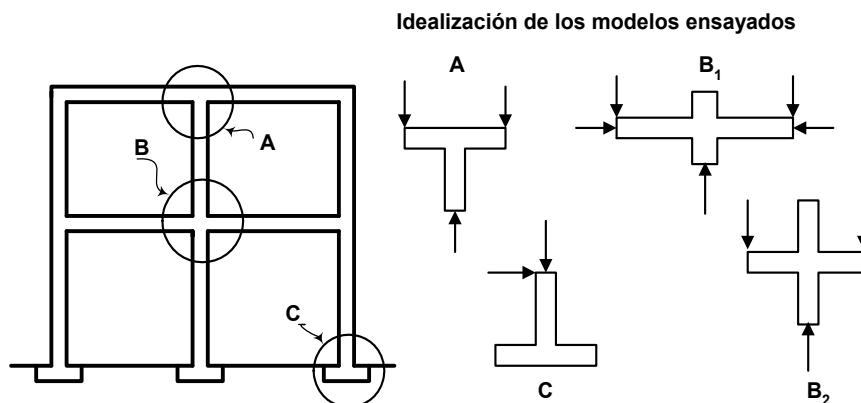 Idealización de los modelos ensayados
A
B₁
A
B
C
C
B₂